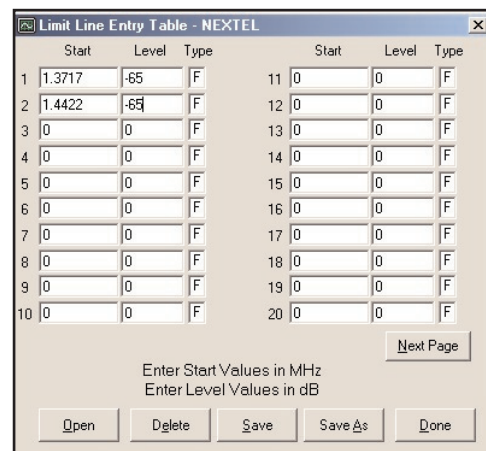 Limit Line Entry Table - NEXTEL
Start Level Type Start Level Type
1 1.3717 -65 F 11 0 0 F
2 1.4422 -65 F 12 0 0 F
3 0 0 F 13 0 0 F
4 0 0 F 14 0 0 F
5 0 0 F 15 0 0 F
6 0 0 F 16 0 0 F
7 0 0 F 17 0 0 F
8 0 0 F 18 0 0 F
9 0 0 F 19 0 0 F
10 0 0 F 20 0 0 F
Next Page
Enter Start Values in MHz
Enter Level Values in dB
Open Delete Save Save As Done